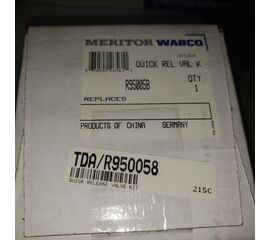 MERITOR WABCO
QUICK REL VAL K
R950058
QTY
1
REPLACES
PRODUCTS OF CHINA GERMANY
TDA/R950058
QUICK RELEASE VALVE KIT
215C